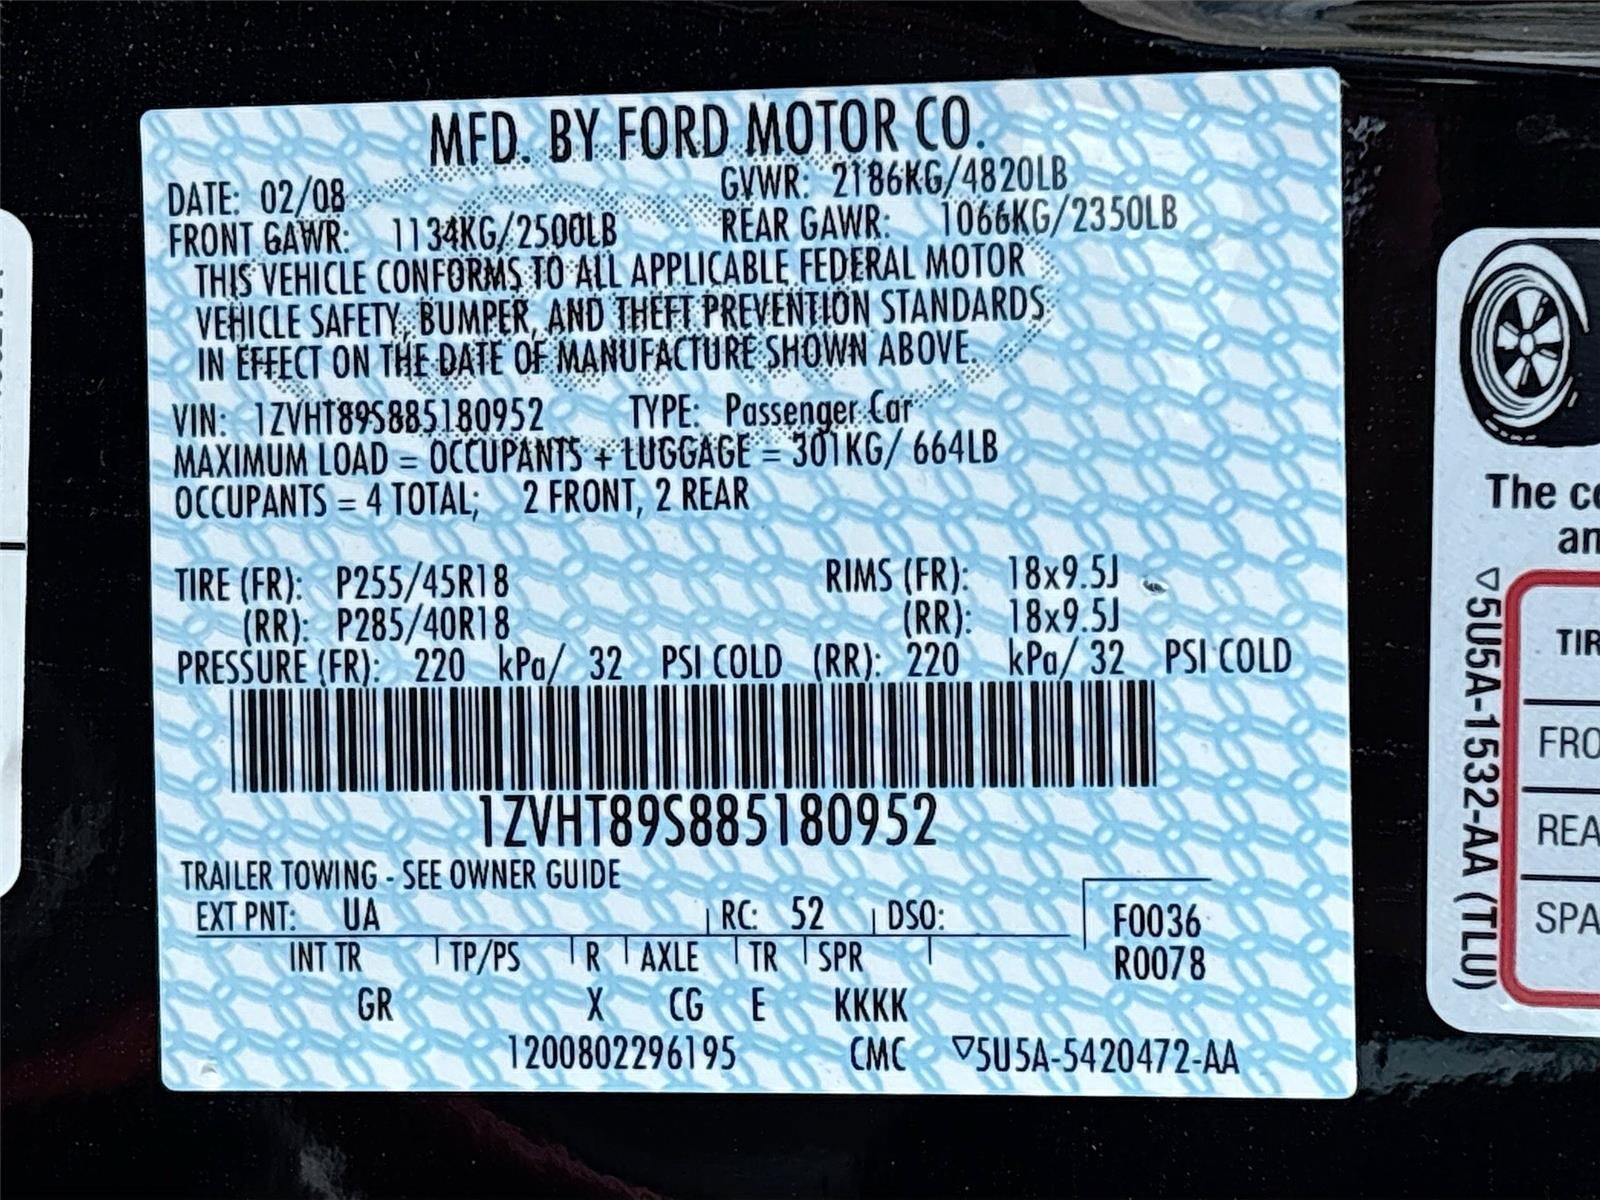 MFD. BY FORD MOTOR CO.
DATE: 02/08 GVWR: 2186KG/4820LB
FRONT GAWR: 1134KG/2500LB REAR GAWR: 1066KG/2350LB
THIS VEHICLE CONFORMS TO ALL APPLICABLE FEDERAL MOTOR
VEHICLE SAFETY, BUMPER, AND THEFT PREVENTION STANDARDS
IN EFFECT ON THE DATE OF MANUFACTURE SHOWN ABOVE.
VIN: 1ZVHT89S885180952 TYPE: Passenger Car
MAXIMUM LOAD = OCCUPANTS + LUGGAGE = 301KG/ 664LB
OCCUPANTS = 4 TOTAL; 2 FRONT, 2 REAR
TIRE (FR): P255/45R18 RIMS (FR): 18x9.5J
(RR): P285/40R18 (RR): 18x9.5J
PRESSURE (FR): 220 kPa/ 32 PSI COLD (RR): 220 kPa/ 32 PSI COLD
1ZVHT89S885180952
TRAILER TOWING - SEE OWNER GUIDE
EXT PNT: UA RC: 52 DSO: F0036
INT TR TP/PS R AXLE TR SPR R0078
GR X CG E KKKK
1200802296195 CMC ▽5U5A-5420472-AA
The co
an
▽5U5A-1532-AA (TLU)
TIR
FRO
REA
SPA